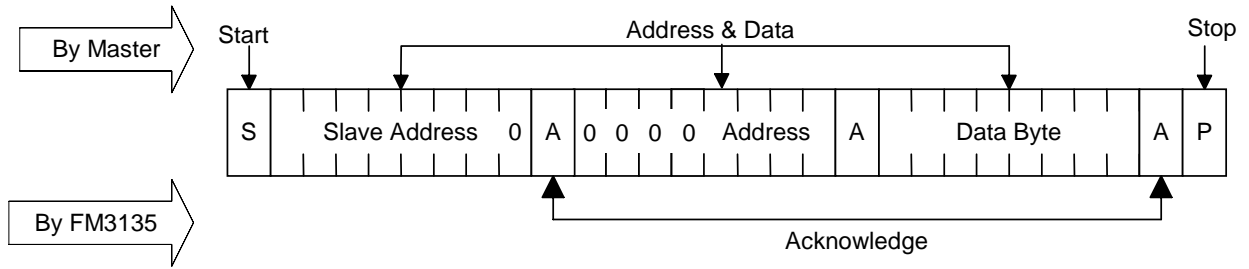 By Master
Start
Address & Data
Stop
S Slave Address 0 A 0 0 0 0 Address A Data Byte A P
By FM3135
Acknowledge